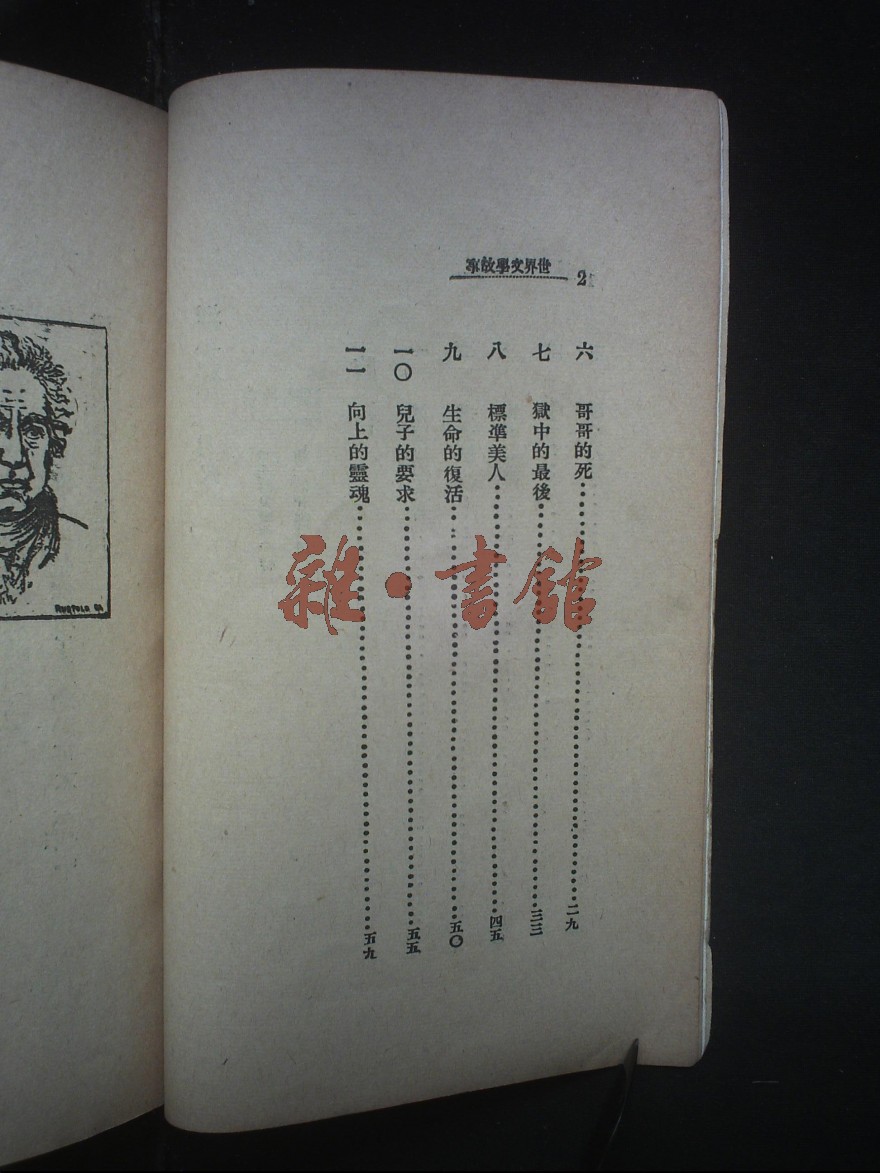 世界文學故事
2
六 哥哥的死 二九
七 獄中的最後 三三
八 標準美人 四五
九 生命的復活 五〇
一〇 兒子的要求 五五
一一 向上的靈魂 五九
雜·書館